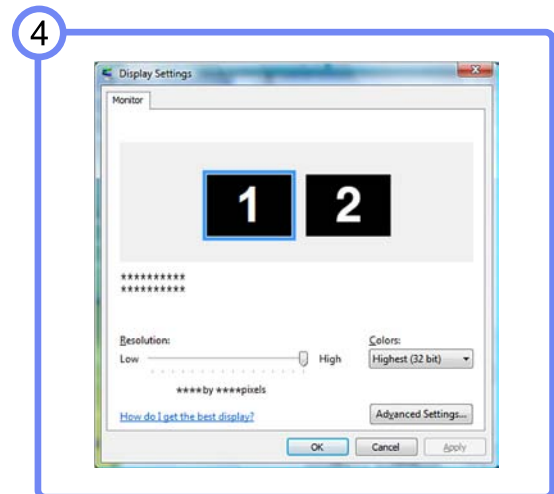 4
Display Settings
Monitor
1 2
**********
**********
Resolution: Colors:
Low High Highest (32 bit)
****by ****pixels
How do I get the best display? Advanced Settings...
OK Cancel Apply